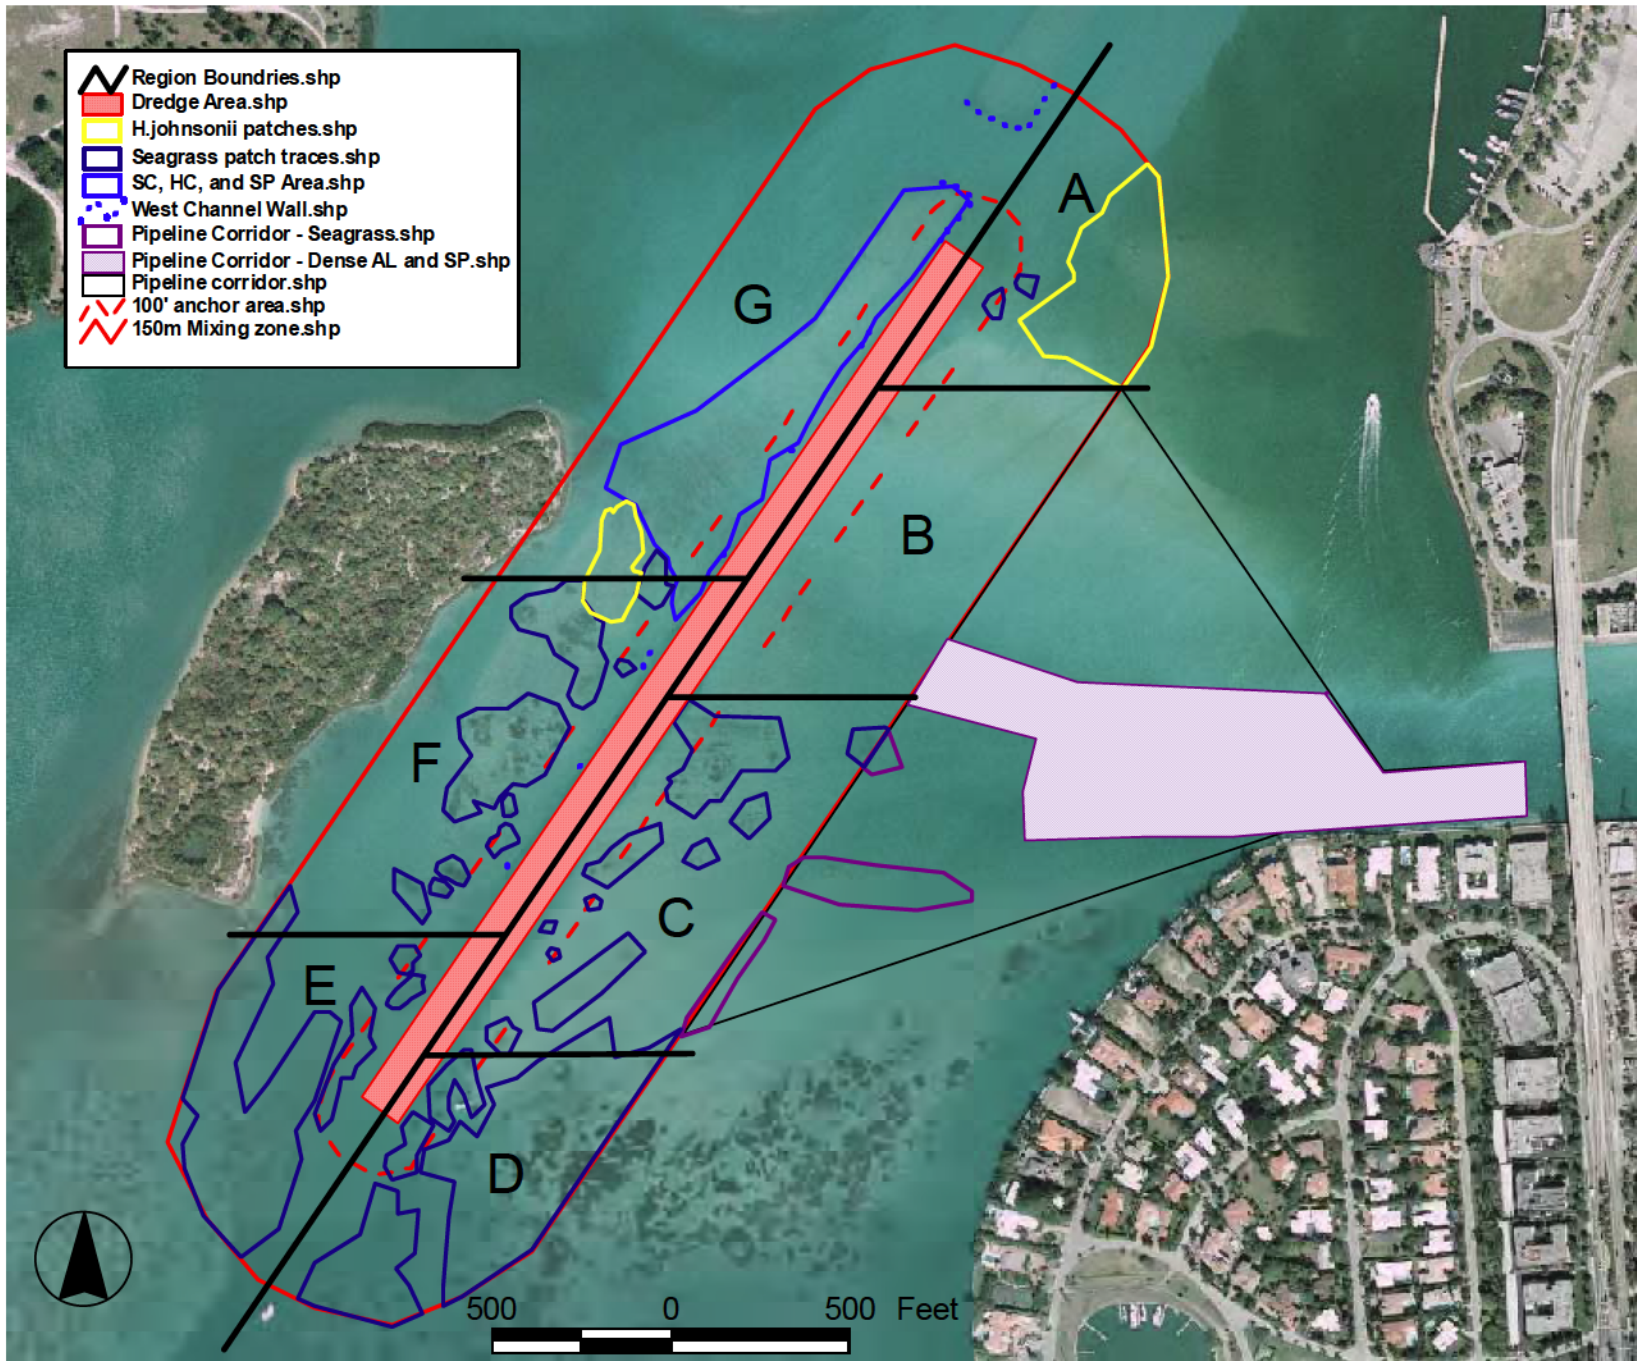 Region Boundries.shp
Dredge Area.shp
H.johnsonii patches.shp
Seagrass patch traces.shp
SC, HC, and SP Area.shp
West Channel Wall.shp
Pipeline Corridor - Seagrass.shp
Pipeline Corridor - Dense AL and SP.shp
Pipeline corridor.shp
100' anchor area.shp
150m Mixing zone.shp
A
G
B
F
C
E
D
500 0 500 Feet